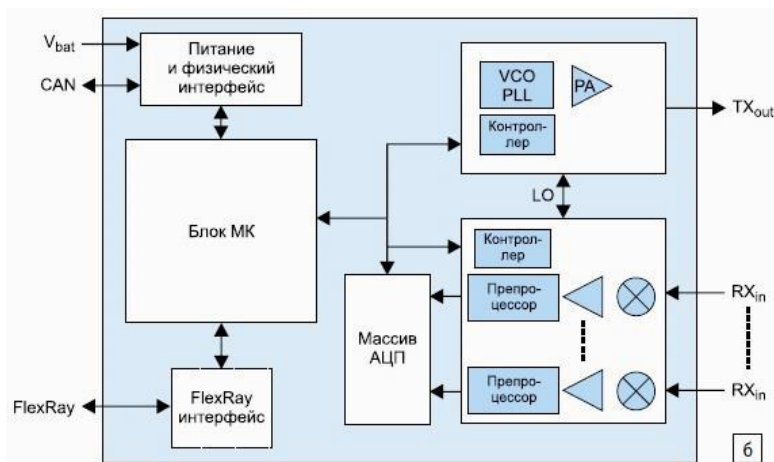 V_bat
CAN
Питание
и физический
интерфейс
VCO
PLL
PA
Контрол-
лер
TX_out
LO
Блок МК
Контрол-
лер
Препро-
цессор
RX_in
Массив
АЦП
Препро-
цессор
RX_in
FlexRay
FlexRay
интерфейс
б